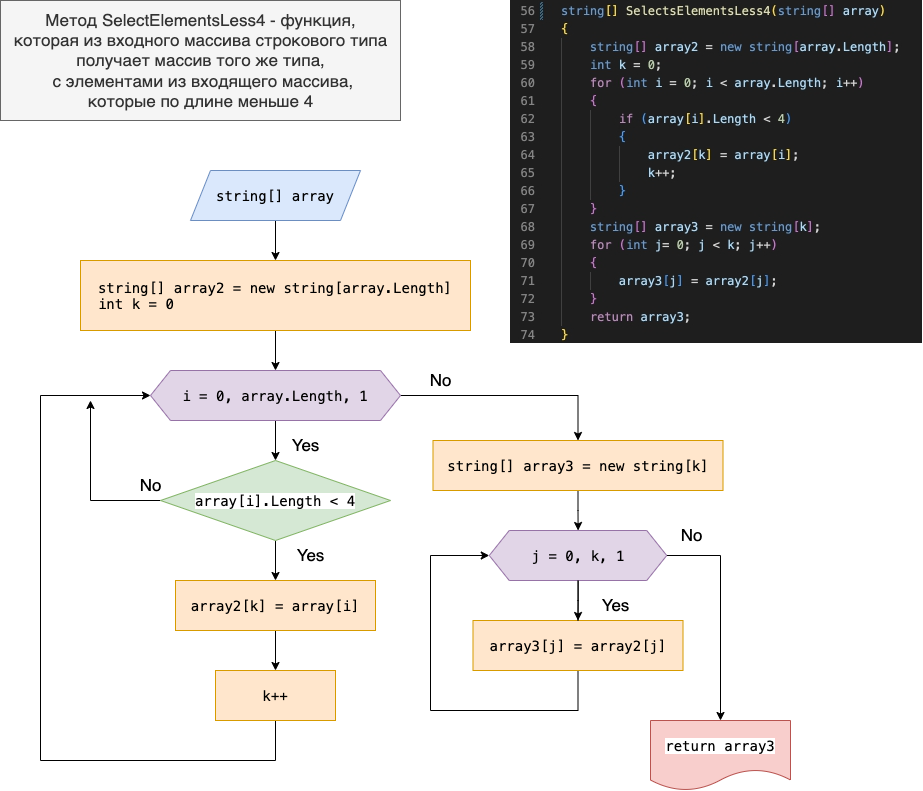 Метод SelectElementsLess4 - функция,
которая из входного массива строкового типа
получает массив того же типа,
с элементами из входящего массива,
которые по длине меньше 4
56 string[] SelectsElementsLess4(string[] array)
57 {
58 string[] array2 = new string[array.Length];
59 int k = 0;
60 for (int i = 0; i < array.Length; i++)
61 {
62 if (array[i].Length < 4)
63 {
64 array2[k] = array[i];
65 k++;
66 }
67 }
68 string[] array3 = new string[k];
69 for (int j= 0; j < k; j++)
70 {
71 array3[j] = array2[j];
72 }
73 return array3;
74 }
string[] array
string[] array2 = new string[array.Length]
int k = 0
i = 0, array.Length, 1
No
Yes
array[i].Length < 4
No
Yes
array2[k] = array[i]
k++
string[] array3 = new string[k]
j = 0, k, 1
No
Yes
array3[j] = array2[j]
return array3